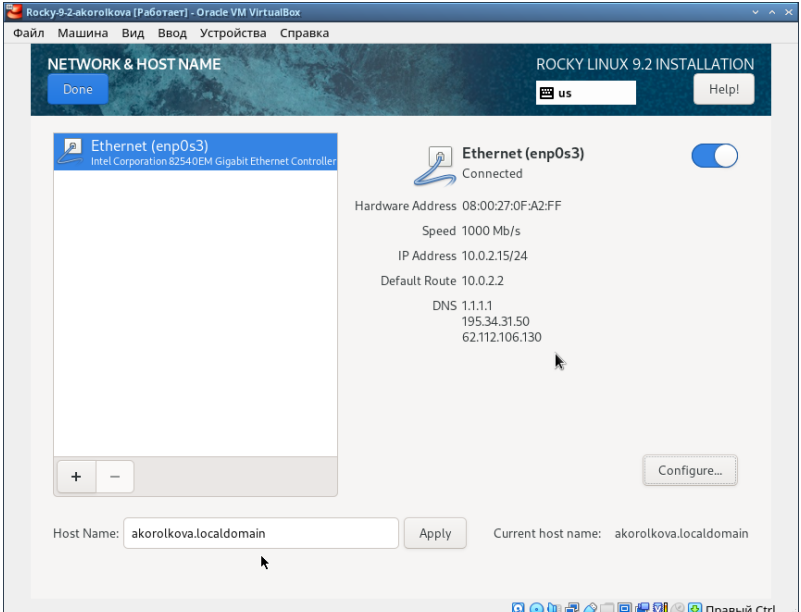 Rocky-9-2-akorolkova [Работает] - Oracle VM VirtualBox
Файл Машина Вид Ввод Устройства Справка
NETWORK & HOST NAME
ROCKY LINUX 9.2 INSTALLATION
Done
us
Help!
Ethernet (enp0s3)
Intel Corporation 82540EM Gigabit Ethernet Controller
Ethernet (enp0s3)
Connected
Hardware Address 08:00:27:0F:A2:FF
Speed 1000 Mb/s
IP Address 10.0.2.15/24
Default Route 10.0.2.2
DNS 1.1.1.1
195.34.31.50
62.112.106.130
+ −
Configure...
Host Name: akorolkova.localdomain Apply Current host name: akorolkova.localdomain
Правый Ctrl